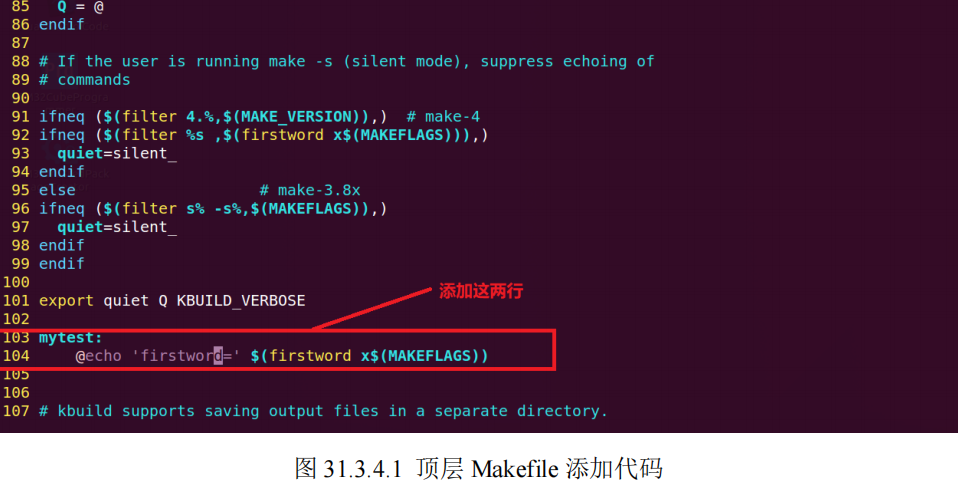 85   Q = @
86 endif
87
88 # If the user is running make -s (silent mode), suppress echoing of
89 # commands
90
91 ifneq ($(filter 4.%,$(MAKE_VERSION)),)  # make-4
92 ifneq ($(filter %s ,$(firstword x$(MAKEFLAGS))),)
93   quiet=silent_
94 endif
95 else                    # make-3.8x
96 ifneq ($(filter s% -s%,$(MAKEFLAGS)),)
97   quiet=silent_
98 endif
99 endif
100
101 export quiet Q KBUILD_VERBOSE
添加这两行
102
103 mytest:
104     @echo 'firstword=' $(firstword x$(MAKEFLAGS))
105
106
107 # kbuild supports saving output files in a separate directory.
图 31.3.4.1 顶层 Makefile 添加代码